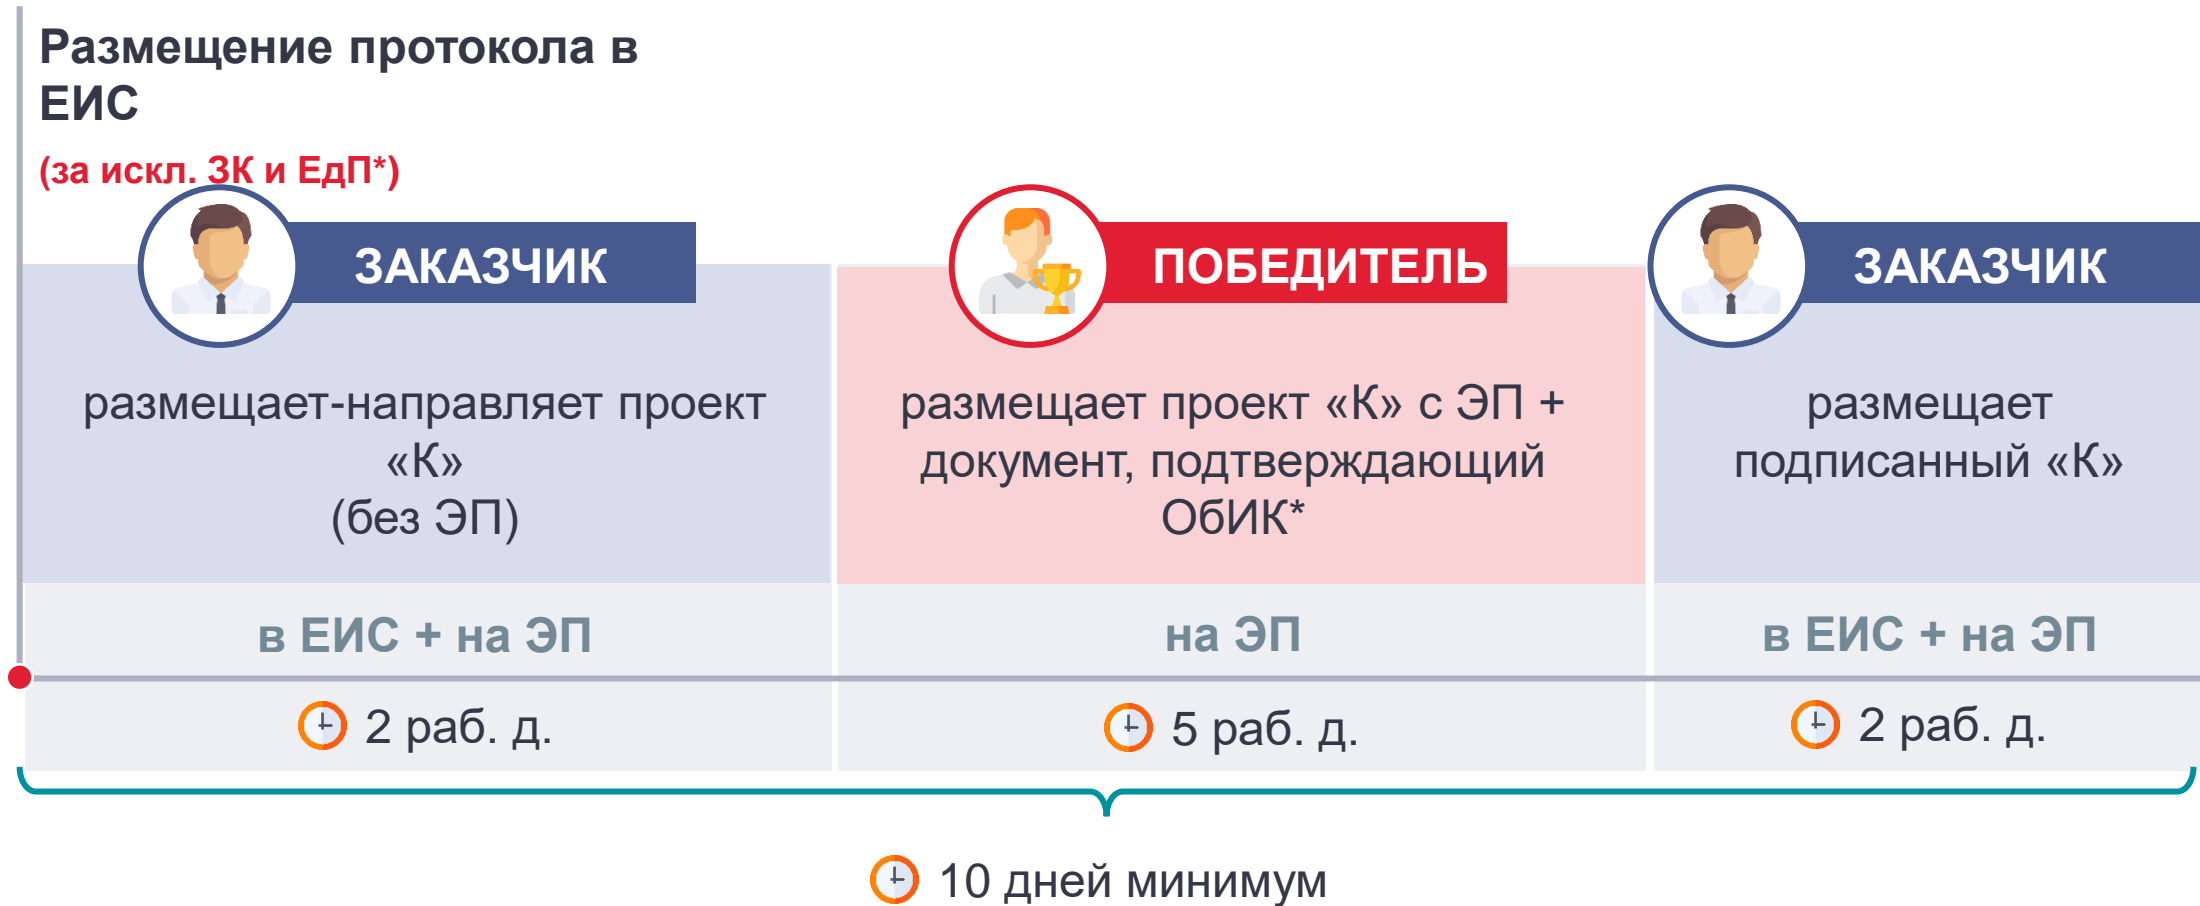 Размещение протокола в
ЕИС
(за искл. ЗК и ЕдП*)
ЗАКАЗЧИК
размещает-направляет проект
«К»
(без ЭП)
в ЕИС + на ЭП
2 раб. д.
ПОБЕДИТЕЛЬ
размещает проект «К» с ЭП +
документ, подтверждающий
ОбИК*
на ЭП
5 раб. д.
ЗАКАЗЧИК
размещает
подписанный «К»
в ЕИС + на ЭП
2 раб. д.
10 дней минимум